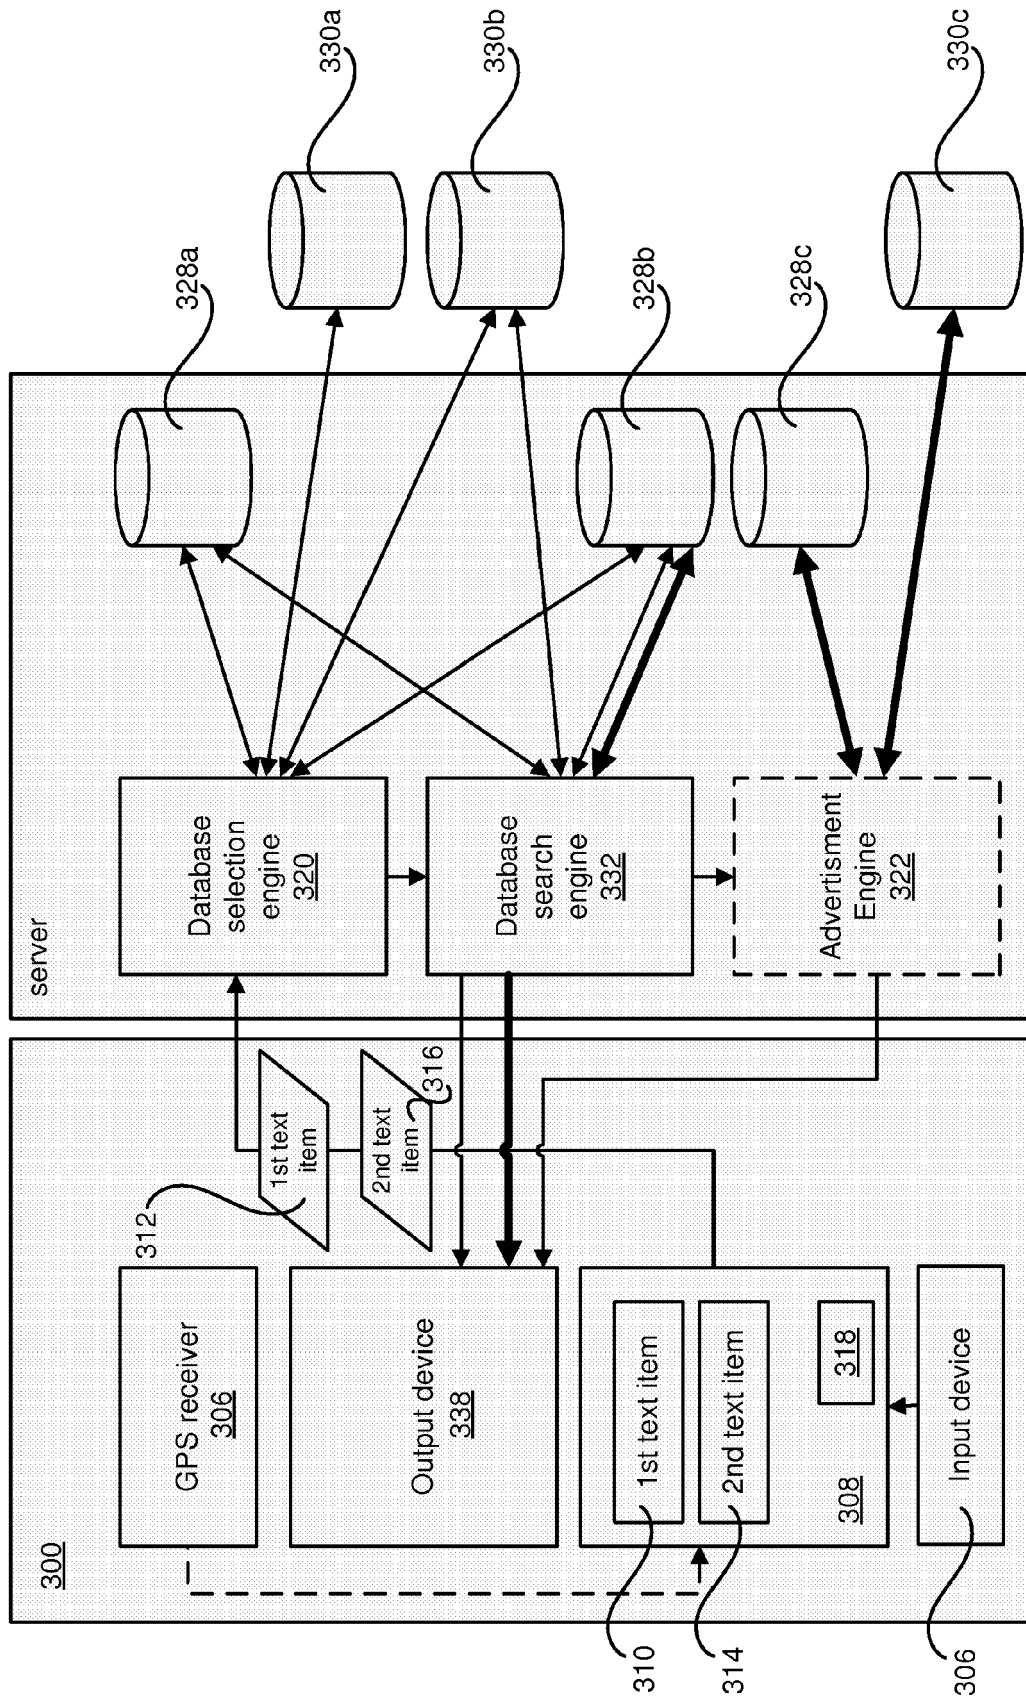 300
GPS receiver
306
Output device
338
1st text item
2nd text item
318
308
Input device
310
314
306
312
1st text
item
2nd text
item
316
server
Database
selection
engine
320
Database
search
engine
332
Advertisment
Engine
322
328a
328b
328c
330a
330b
330c